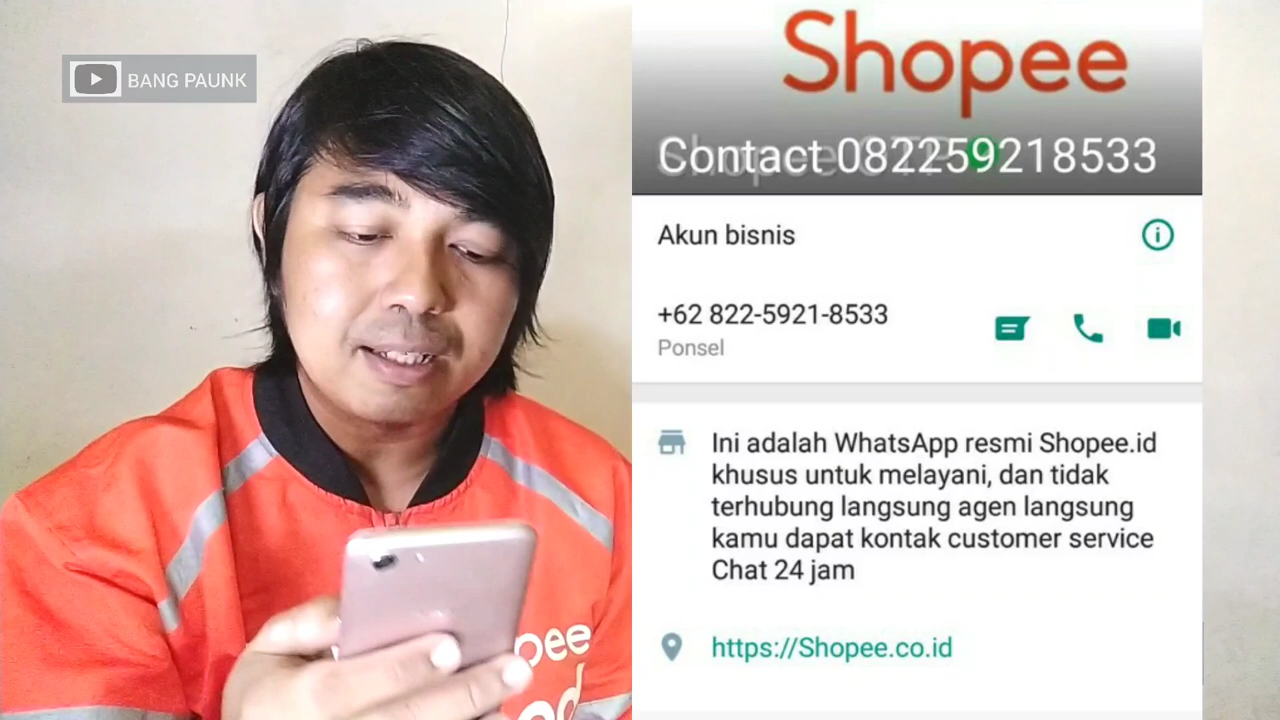 BANG PAUNK
Shopee
Contact 082259218533
Akun bisnis
+62 822-5921-8533
Ponsel
Ini adalah WhatsApp resmi Shopee.id
khusus untuk melayani, dan tidak
terhubung langsung agen langsung
kamu dapat kontak customer service
Chat 24 jam
https://Shopee.co.id
pee